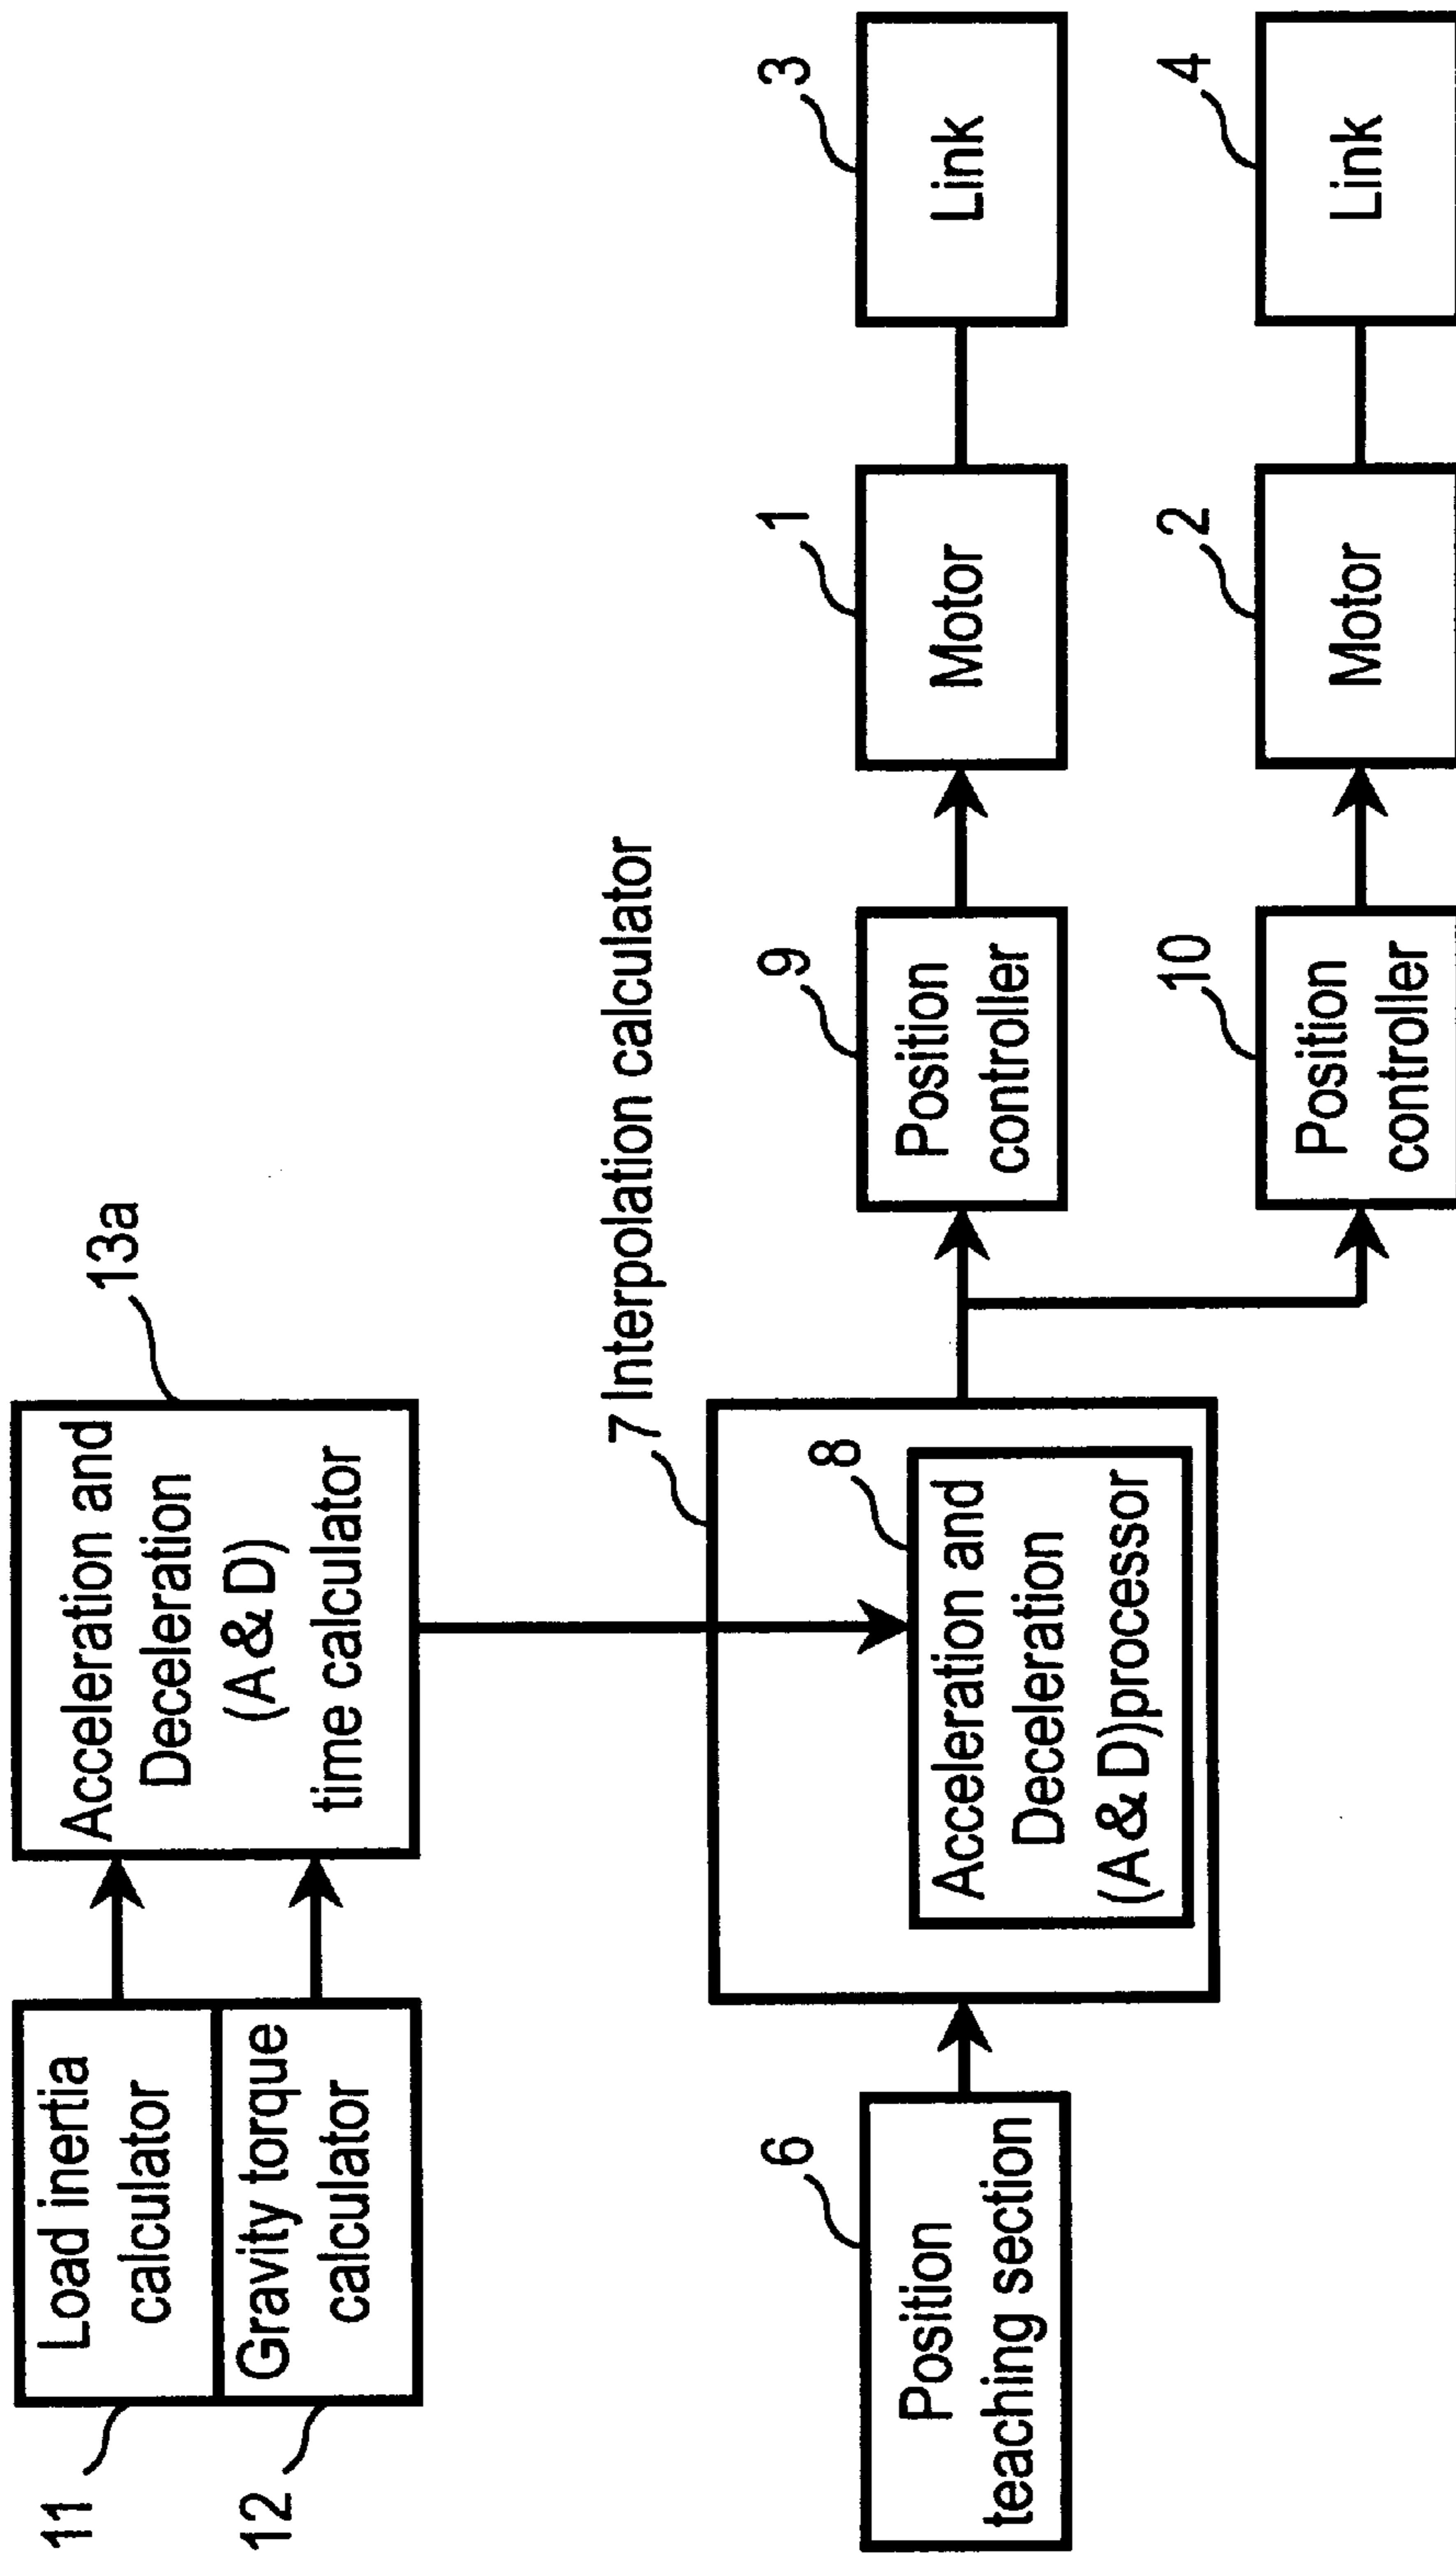 11
Load inertia
calculator
12
Gravity torque
calculator
13a
Acceleration and
Deceleration
(A & D)
time calculator
6
Position
teaching section
7 Interpolation calculator
8
Acceleration and
Deceleration
(A & D)processor
9
Position
controller
1
Motor
3
Link
10
Position
controller
2
Motor
4
Link